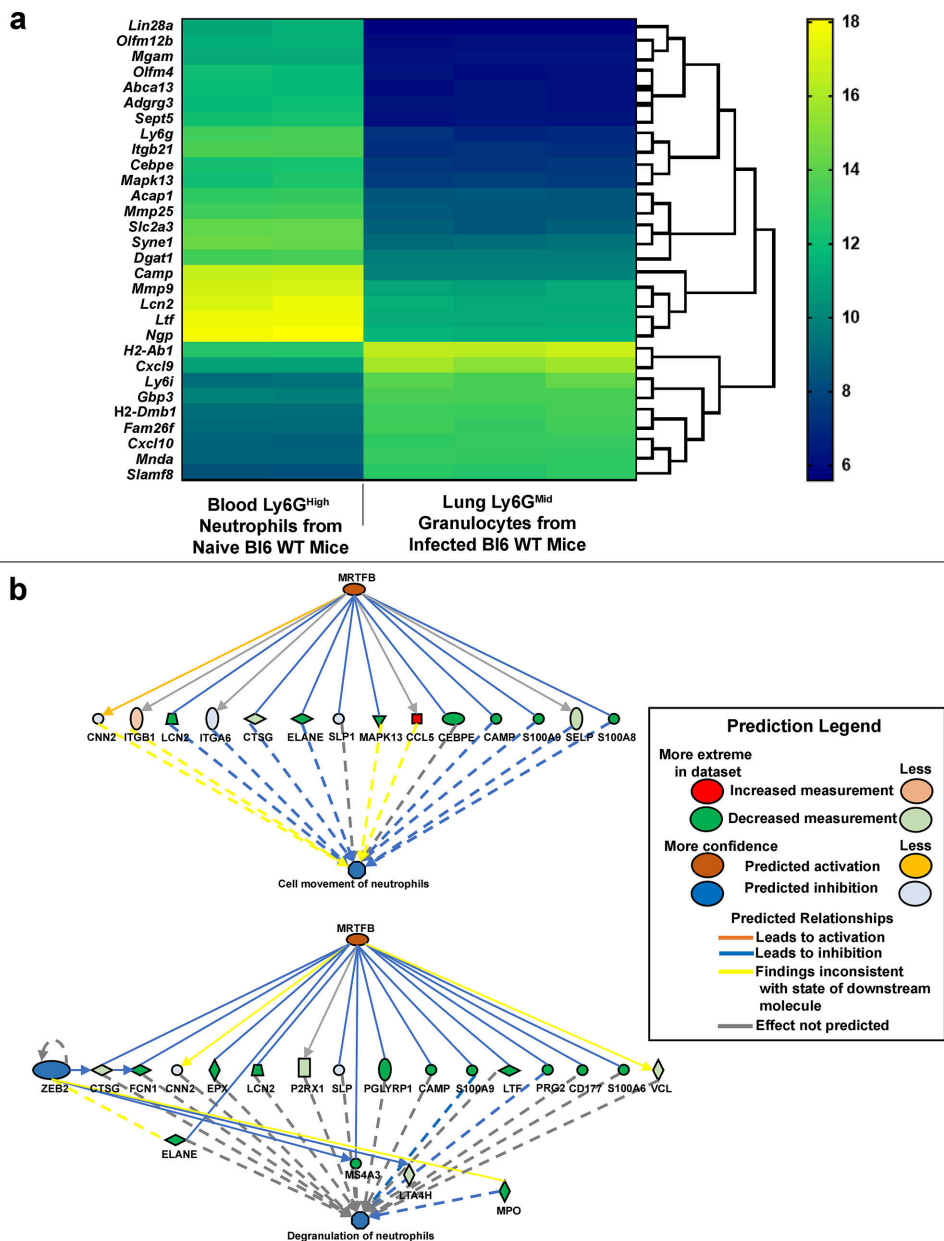 a
Lin28a
Olfm12b
Mgam
Olfm4
Abca13
Adgrg3
Sept5
Ly6g
Itgb21
Cebpe
Mapk13
Acap1
Mmp25
Slc2a3
Syne1
Dgat1
Camp
Mmp9
Lcn2
Ltf
Ngp
H2-Ab1
Cxcl9
Ly6i
Gbp3
H2-Dmb1
Fam26f
Cxcl10
Mnda
Slamf8
18
16
14
12
10
8
6
Blood Ly6GHigh
Neutrophils from
Naive Bl6 WT Mice
Lung Ly6GMid
Granulocytes from
Infected Bl6 WT Mice
b
MRTFB
CNN2 ITGB1 LCN2 ITGA6 CTSG ELANE SLP1 MAPK13 CCL5 CEBPE CAMP S100A9 SELP S100A8
Cell movement of neutrophils
MRTFB
ZEB2 CTSG FCN1 CNN2 EPX LCN2 P2RX1 SLP PGLYRP1 CAMP S100A9 LTF PRG2 CD177 S100A6 VCL
ELANE
MS4A3
LTA4H
MPO
Degranulation of neutrophils
Prediction Legend
More extreme
in dataset
Less
Increased measurement
Decreased measurement
More confidence
Less
Predicted activation
Predicted inhibition
Predicted Relationships
Leads to activation
Leads to inhibition
Findings inconsistent
with state of downstream
molecule
Effect not predicted